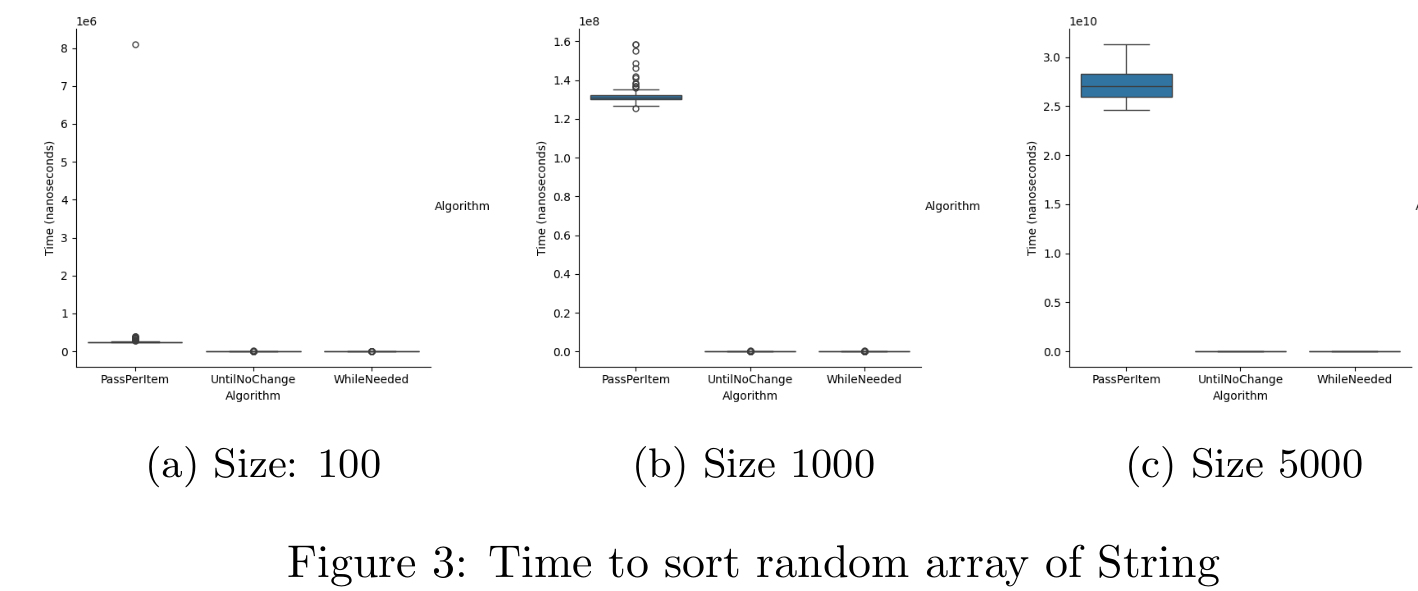 1e6
8
7
6
5
4
3
2
1
0
Time (nanoseconds)
PassPerItem
UntilNoChange
WhileNeeded
Algorithm
Algorithm
(a) Size: 100
1e8
1.6
1.4
1.2
1.0
0.8
0.6
0.4
0.2
0.0
Time (nanoseconds)
PassPerItem
UntilNoChange
WhileNeeded
Algorithm
Algorithm
(b) Size 1000
1e10
3.0
2.5
2.0
1.5
1.0
0.5
0.0
Time (nanoseconds)
PassPerItem
UntilNoChange
WhileNeeded
Algorithm
(c) Size 5000
Figure 3: Time to sort random array of String